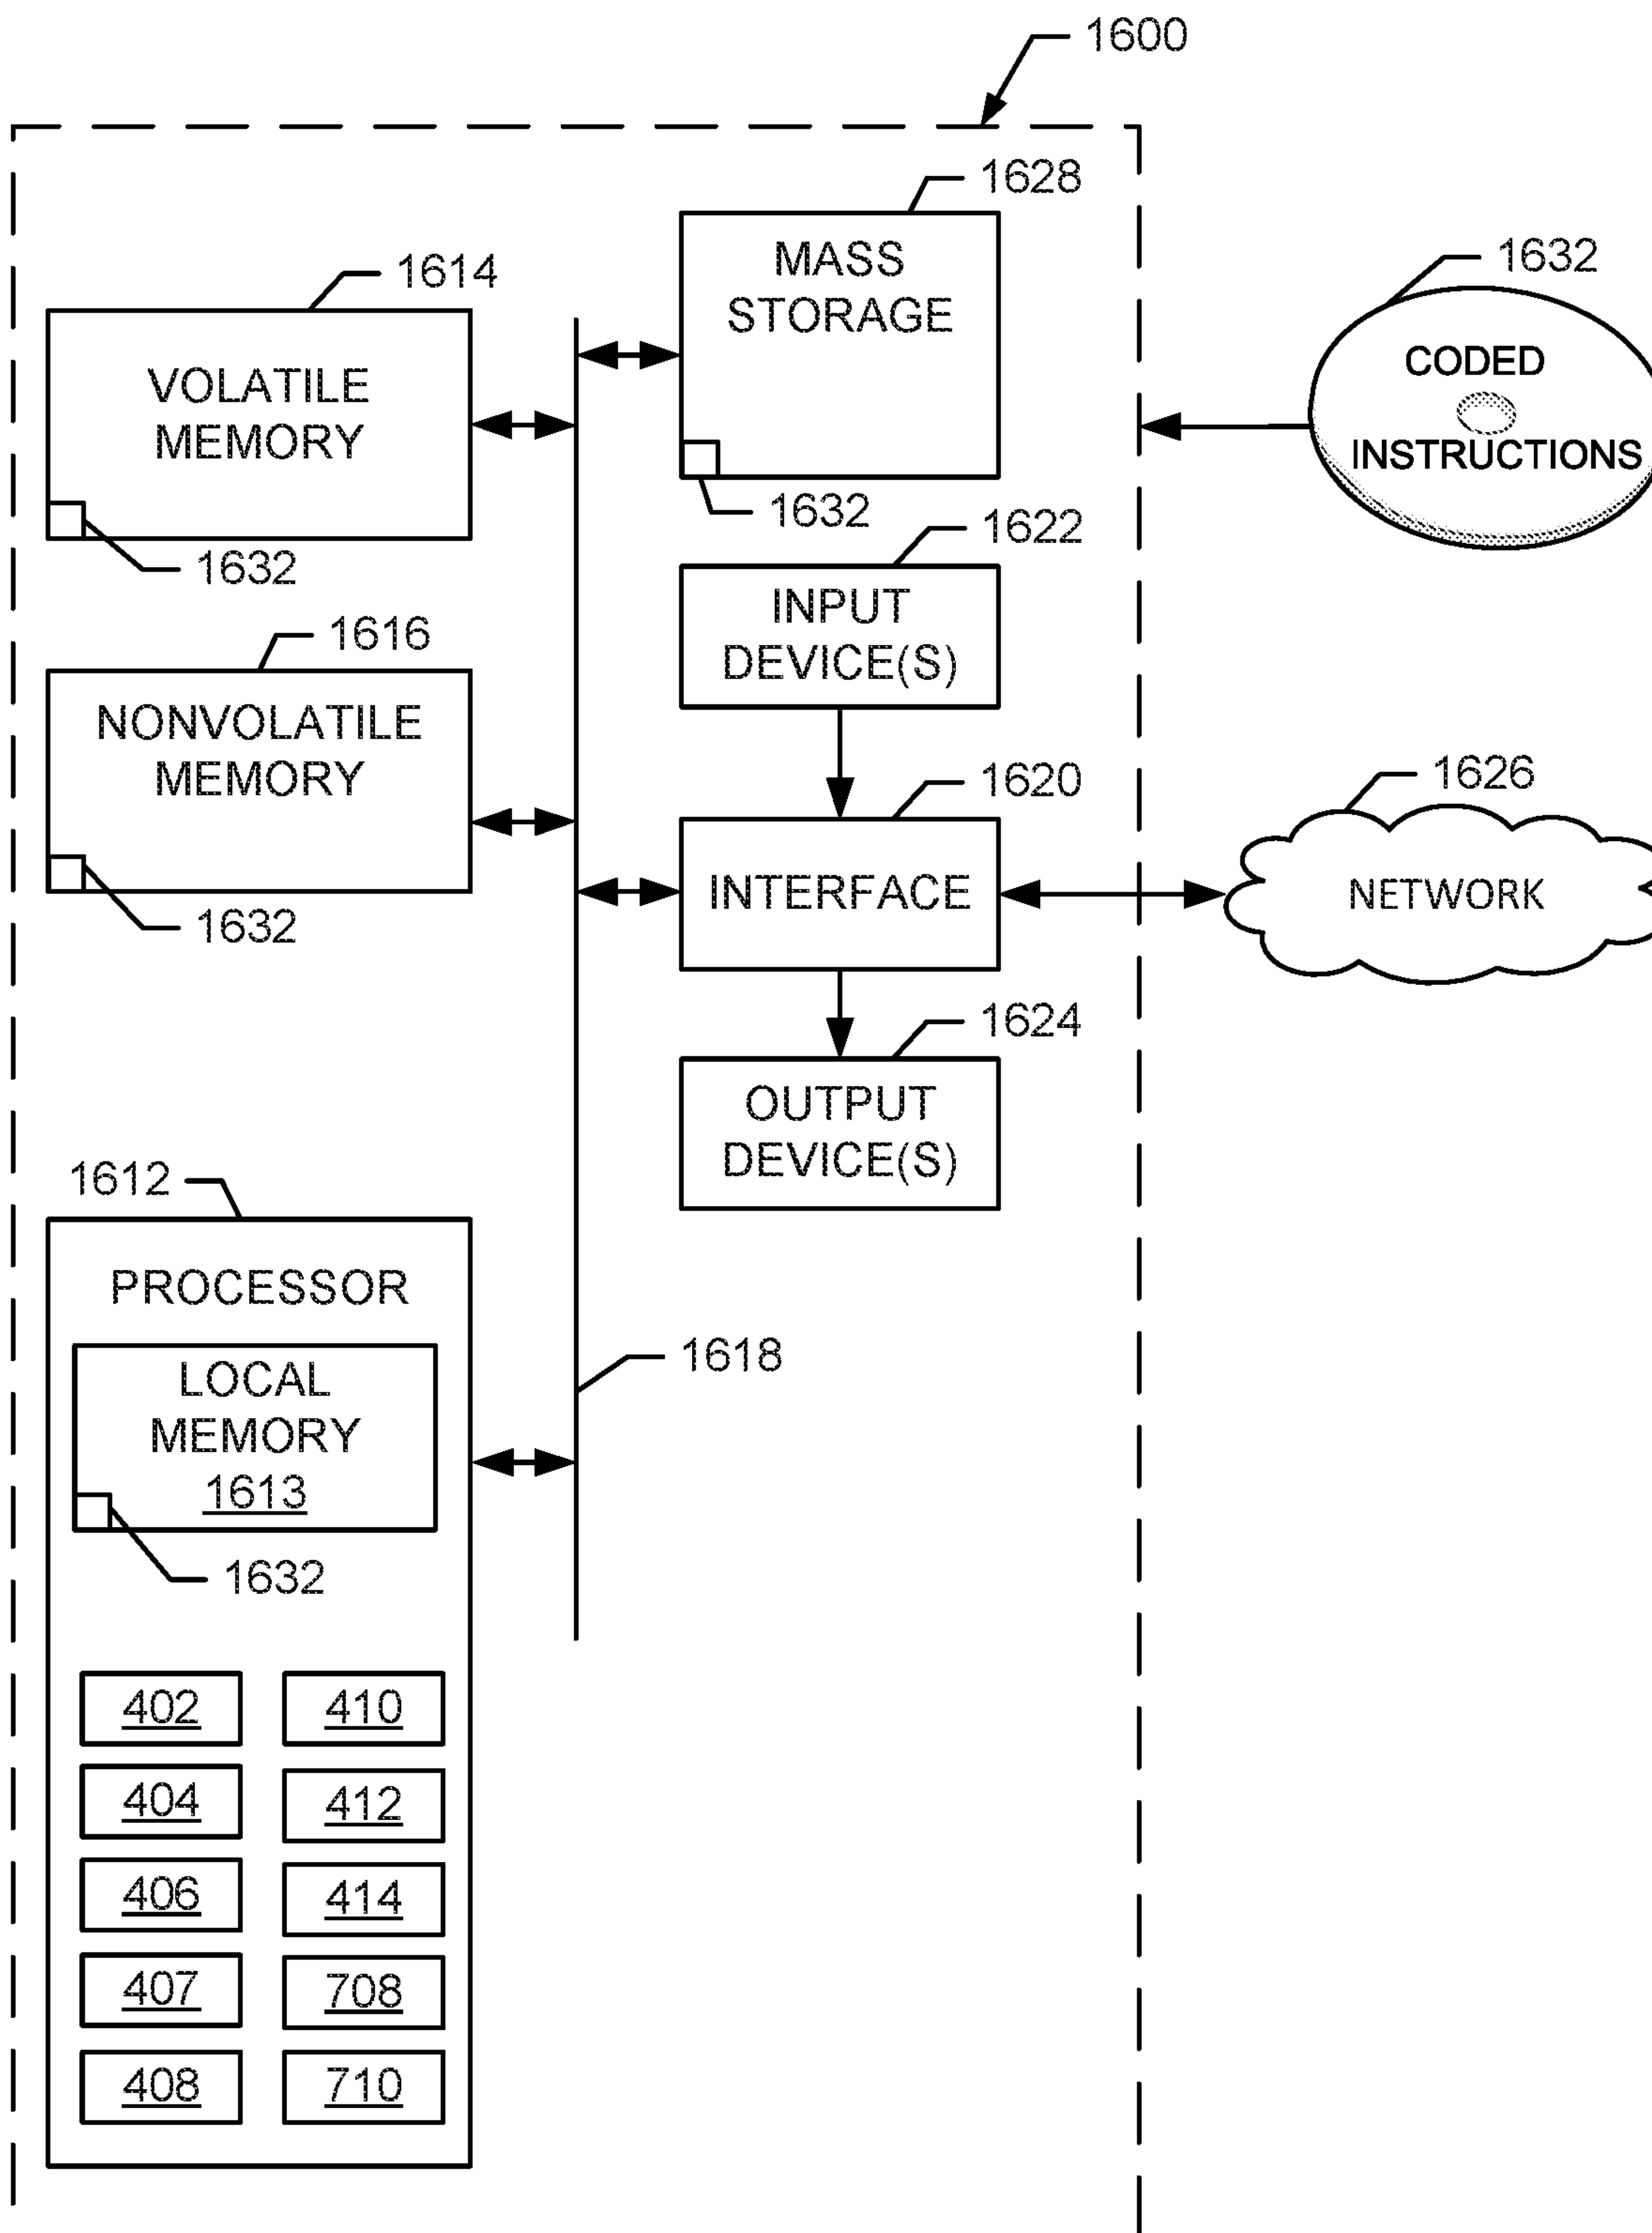 1600
1628
MASS
STORAGE
1632
1614
VOLATILE
MEMORY
1632
1632
CODED
INSTRUCTIONS
1622
INPUT
DEVICE(S)
1616
NONVOLATILE
MEMORY
1632
1620
INTERFACE
1626
NETWORK
1624
OUTPUT
DEVICE(S)
1612
PROCESSOR
LOCAL
MEMORY
1613
1632
1618
402
410
404
412
406
414
407
708
408
710